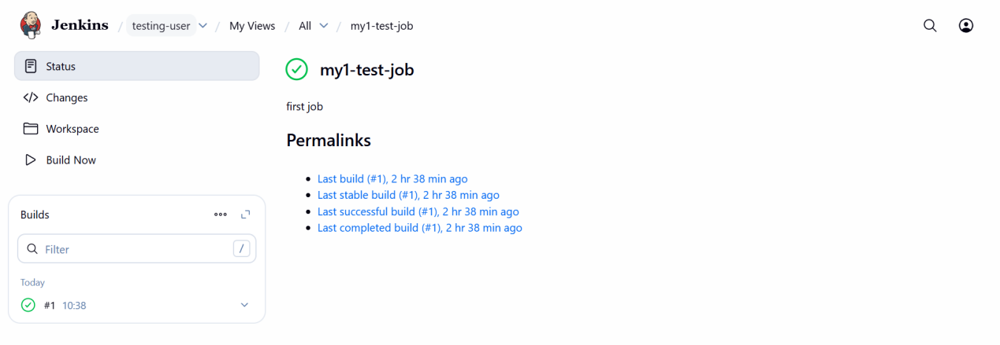 Jenkins / testing-user / My Views / All / my1-test-job
Status
Changes
Workspace
Build Now
Builds
Filter /
Today
#1 10:38
my1-test-job
first job
Permalinks
Last build (#1), 2 hr 38 min ago
Last stable build (#1), 2 hr 38 min ago
Last successful build (#1), 2 hr 38 min ago
Last completed build (#1), 2 hr 38 min ago